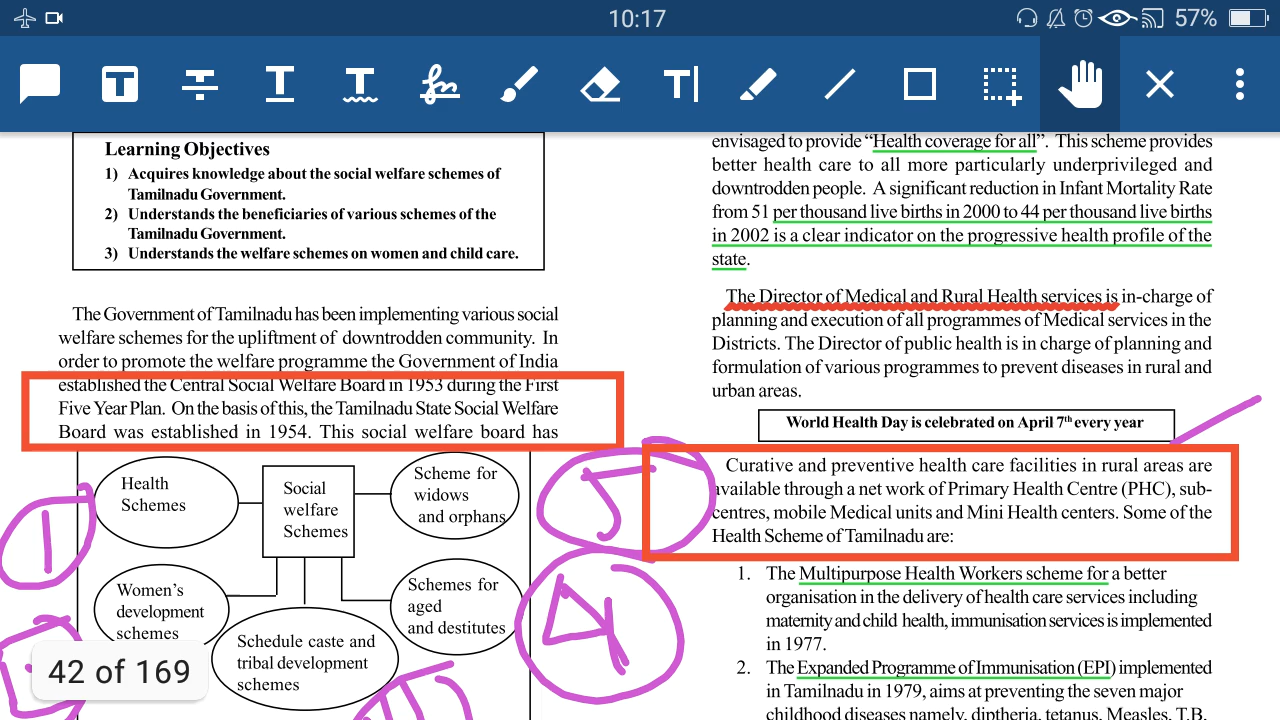 10:17
57%
Learning Objectives
1) Acquires knowledge about the social welfare schemes of
Tamilnadu Government.
2) Understands the beneficiaries of various schemes of the
Tamilnadu Government.
3) Understands the welfare schemes on women and child care.
The Government of Tamilnadu has been implementing various social
welfare schemes for the upliftment of downtrodden community. In
order to promote the welfare programme the Government of India
established the Central Social Welfare Board in 1953 during the First
Five Year Plan. On the basis of this, the Tamilnadu State Social Welfare
Board was established in 1954. This social welfare board has
Health
Schemes
Social
welfare
Schemes
Scheme for
widows
and orphans
Women's
development
schemes
Schedule caste and
tribal development
schemes
Schemes for
aged
and destitutes
1
5
4
42 of 169
envisaged to provide “Health coverage for all”. This scheme provides
better health care to all more particularly underprivileged and
downtrodden people. A significant reduction in Infant Mortality Rate
from 51 per thousand live births in 2000 to 44 per thousand live births
in 2002 is a clear indicator on the progressive health profile of the
state.
The Director of Medical and Rural Health services is in-charge of
planning and execution of all programmes of Medical services in the
Districts. The Director of public health is in charge of planning and
formulation of various programmes to prevent diseases in rural and
urban areas.
World Health Day is celebrated on April 7th every year
Curative and preventive health care facilities in rural areas are
available through a net work of Primary Health Centre (PHC), sub-
centres, mobile Medical units and Mini Health centers. Some of the
Health Scheme of Tamilnadu are:
1. The Multipurpose Health Workers scheme for a better
organisation in the delivery of health care services including
maternity and child health, immunisation services is implemented
in 1977.
2. The Expanded Programme of Immunisation (EPI) implemented
in Tamilnadu in 1979, aims at preventing the seven major
childhood diseases namely, diptheria, tetanus, Measles, T.B,